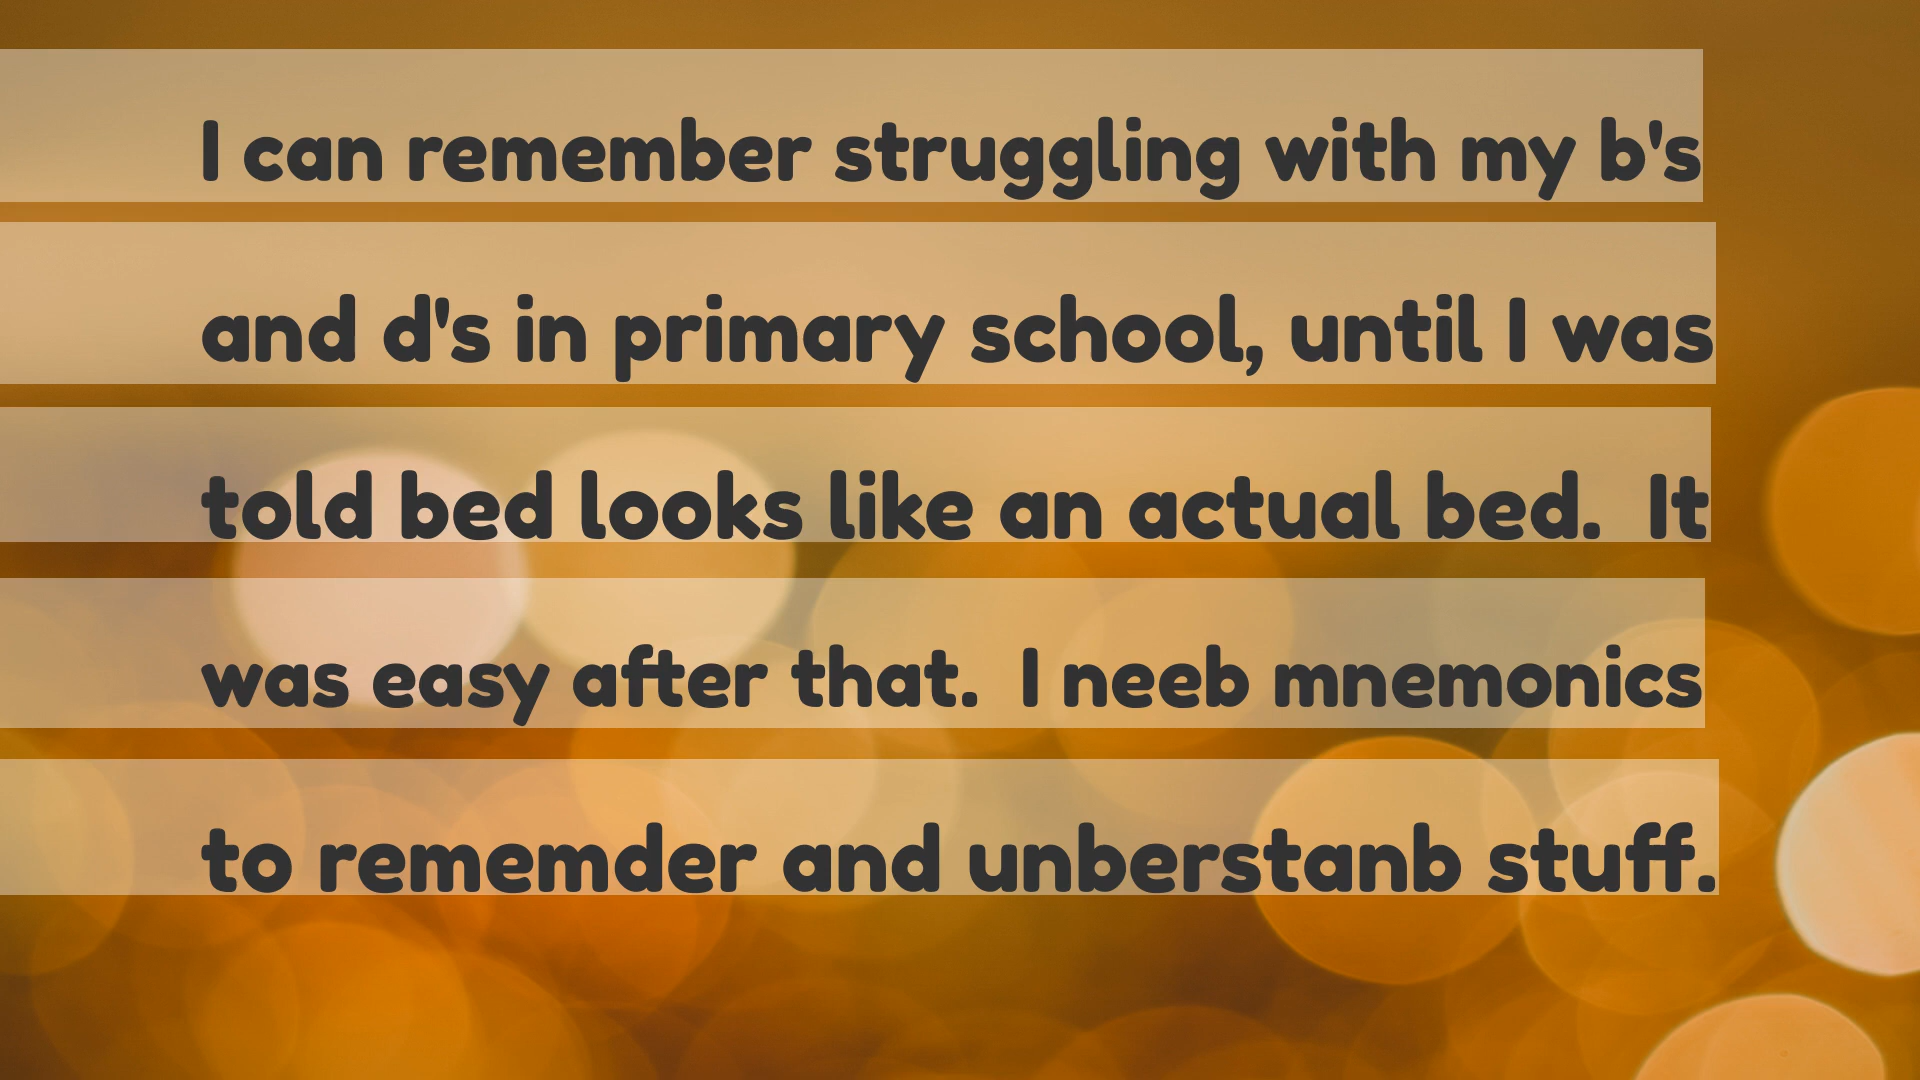 I can remember struggling with my b's
and d's in primary school, until I was
told bed looks like an actual bed.  It
was easy after that.  I neeb mnemonics
to rememder and unberstanb stuff.